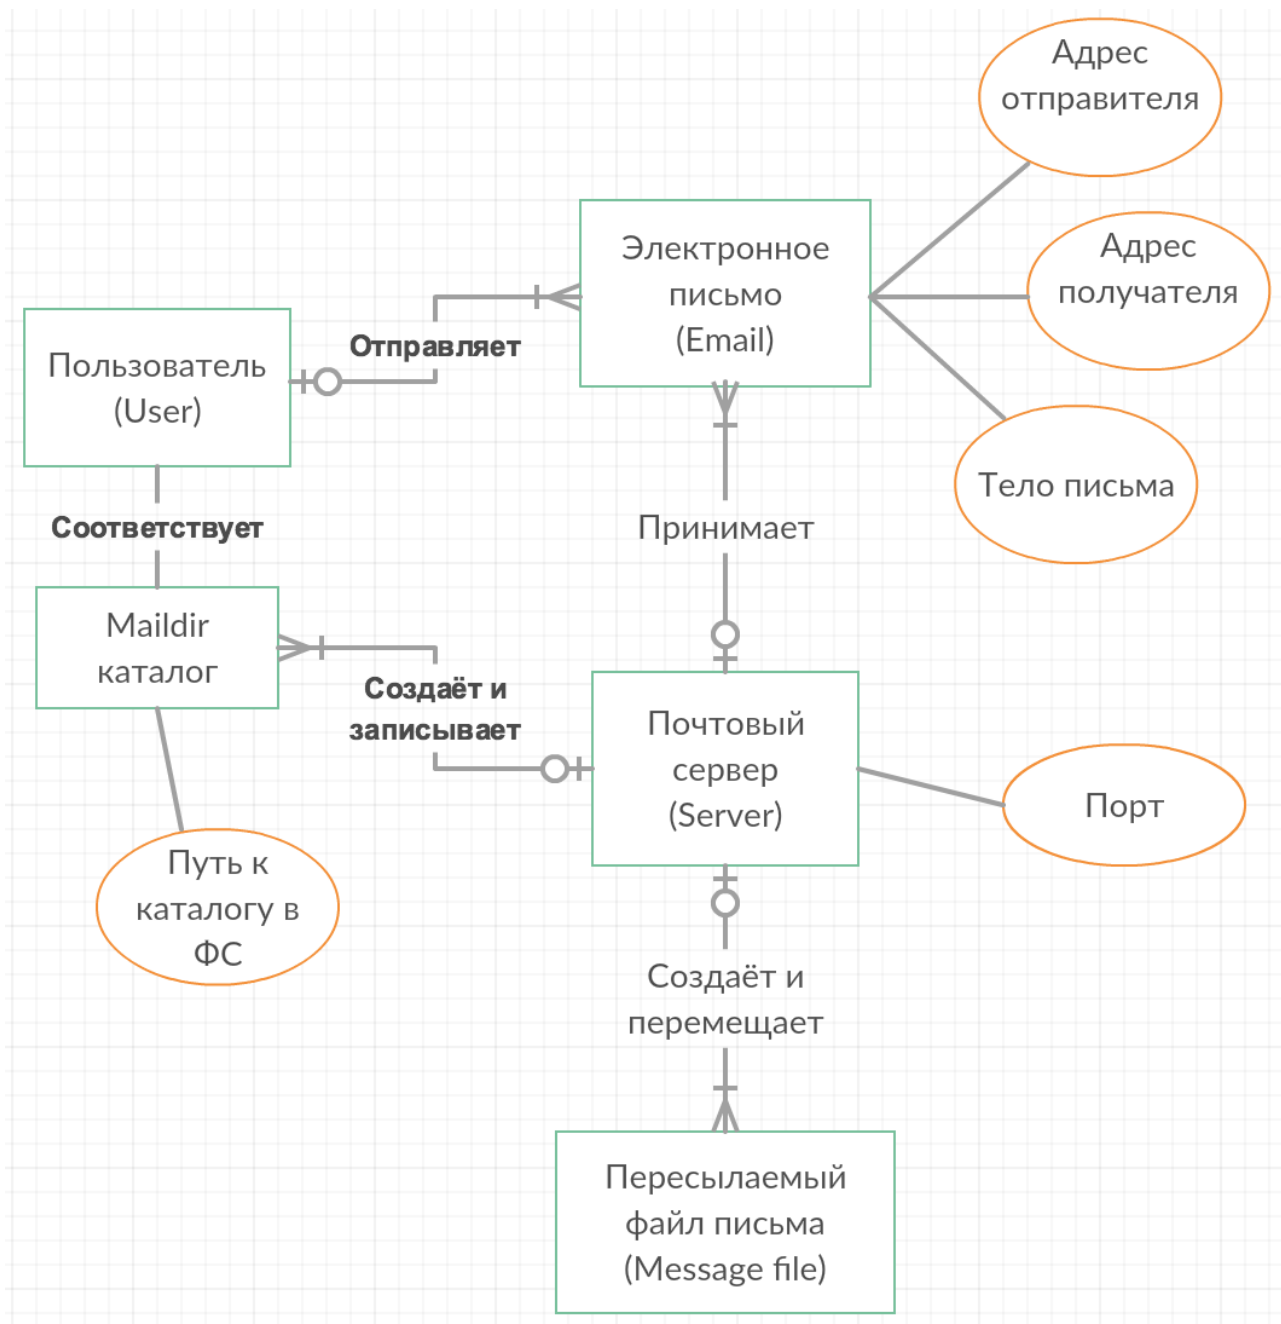 Адрес
отправителя
Электронное
письмо
(Email)
Адрес
получателя
Отправляет
Пользователь
(User)
Тело письма
Соответствует
Принимает
Maildir
каталог
Создаёт и
записывает
Почтовый
сервер
(Server)
Порт
Путь к
каталогу в
ФС
Создаёт и
перемещает
Пересылаемый
файл письма
(Message file)